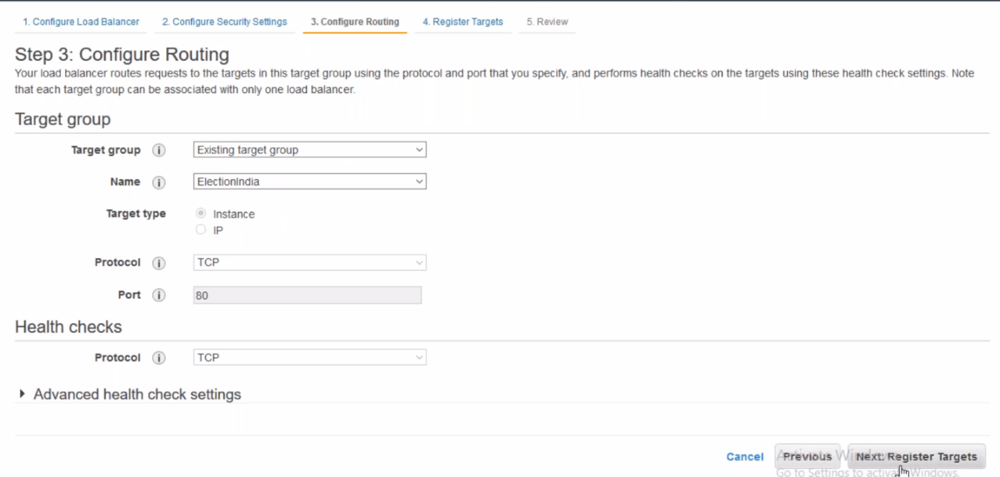 1. Configure Load Balancer 2. Configure Security Settings 3. Configure Routing 4. Register Targets 5. Review
Step 3: Configure Routing
Your load balancer routes requests to the targets in this target group using the protocol and port that you specify, and performs health checks on the targets using these health check settings. Note
that each target group can be associated with only one load balancer.
Target group
Target group i Existing target group
Name i ElectionIndia
Target type Instance
IP
Protocol i TCP
Port i 80
Health checks
Protocol i TCP
Advanced health check settings
Cancel Previous Next: Register Targets
Activate Windows
Go to Settings to activate Windows.